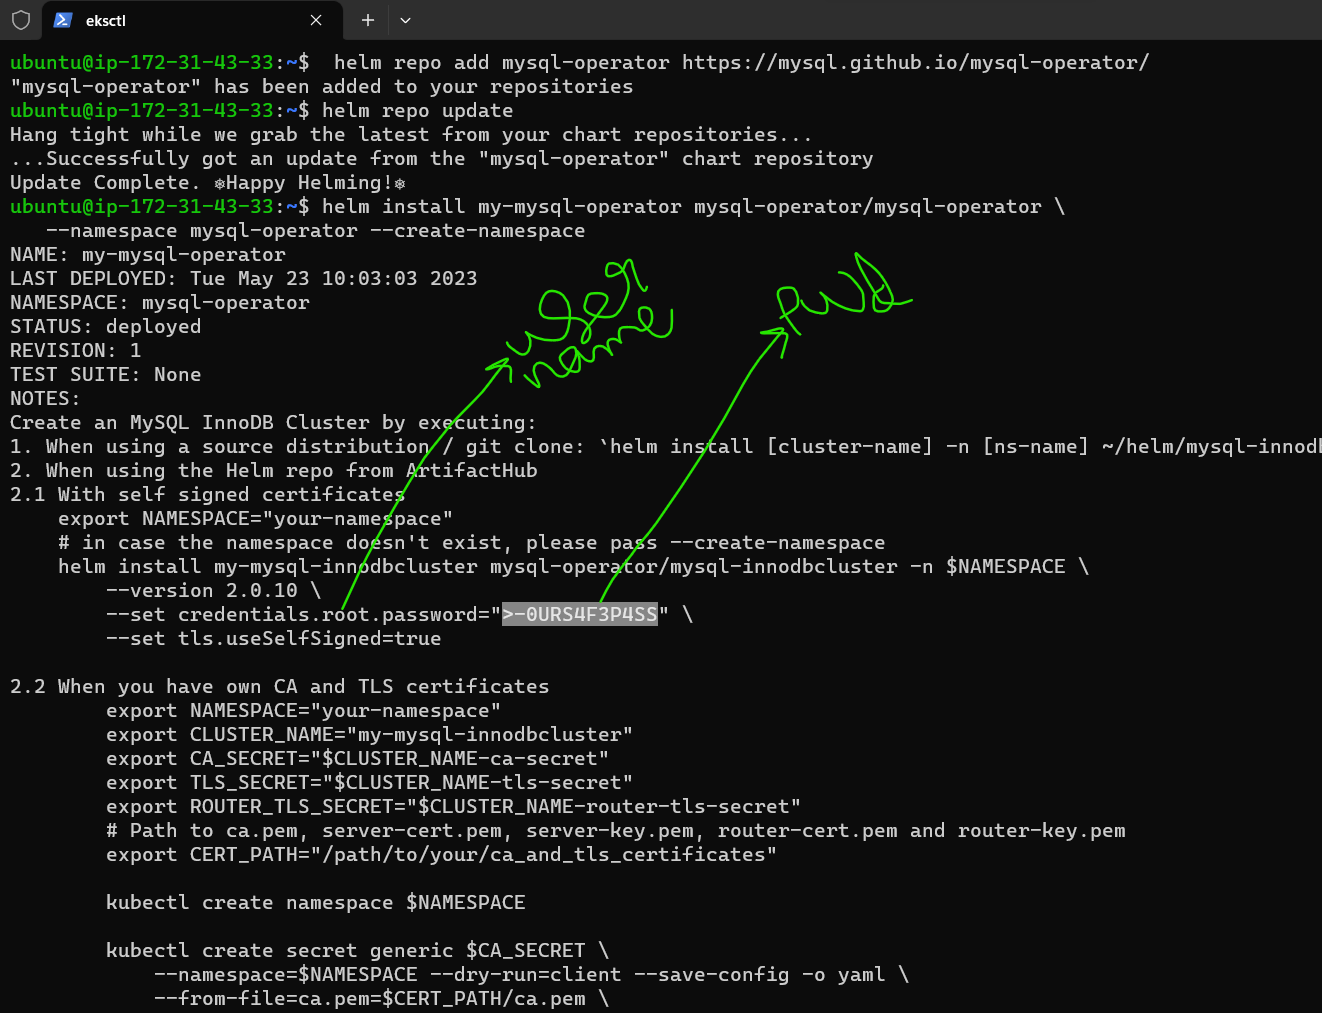 eksctl
ubuntu@ip-172-31-43-33:~$  helm repo add mysql-operator https://mysql.github.io/mysql-operator/
"mysql-operator" has been added to your repositories
ubuntu@ip-172-31-43-33:~$ helm repo update
Hang tight while we grab the latest from your chart repositories...
...Successfully got an update from the "mysql-operator" chart repository
Update Complete. ⎈Happy Helming!⎈
ubuntu@ip-172-31-43-33:~$ helm install my-mysql-operator mysql-operator/mysql-operator \
   --namespace mysql-operator --create-namespace
NAME: my-mysql-operator
LAST DEPLOYED: Tue May 23 10:03:03 2023
NAMESPACE: mysql-operator
STATUS: deployed
REVISION: 1
TEST SUITE: None
NOTES:
user
name
pwd
Create an MySQL InnoDB Cluster by executing:
1. When using a source distribution / git clone: `helm install [cluster-name] -n [ns-name] ~/helm/mysql-innodb
2. When using the Helm repo from ArtifactHub
2.1 With self signed certificates
    export NAMESPACE="your-namespace"
    # in case the namespace doesn't exist, please pass --create-namespace
    helm install my-mysql-innodbcluster mysql-operator/mysql-innodbcluster -n $NAMESPACE \
        --version 2.0.10 \
        --set credentials.root.password=">-0URS4F3P4SS" \
        --set tls.useSelfSigned=true
2.2 When you have own CA and TLS certificates
        export NAMESPACE="your-namespace"
        export CLUSTER_NAME="my-mysql-innodbcluster"
        export CA_SECRET="$CLUSTER_NAME-ca-secret"
        export TLS_SECRET="$CLUSTER_NAME-tls-secret"
        export ROUTER_TLS_SECRET="$CLUSTER_NAME-router-tls-secret"
        # Path to ca.pem, server-cert.pem, server-key.pem, router-cert.pem and router-key.pem
        export CERT_PATH="/path/to/your/ca_and_tls_certificates"
        kubectl create namespace $NAMESPACE
        kubectl create secret generic $CA_SECRET \
            --namespace=$NAMESPACE --dry-run=client --save-config -o yaml \
            --from-file=ca.pem=$CERT_PATH/ca.pem \